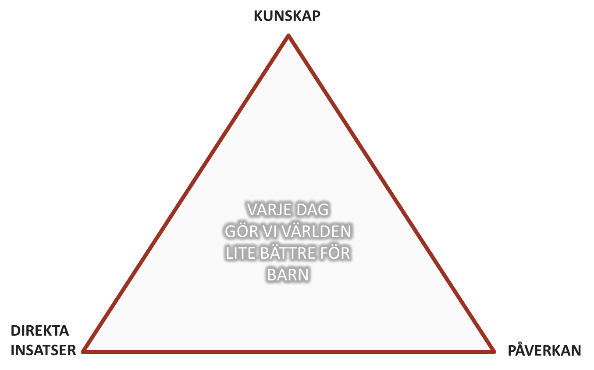 KUNSKAP
VARJE DAG
GÖR VI VÄRLDEN
LITE BÄTTRE FÖR
BARN
DIREKTA
INSATSER
PÅVERKAN